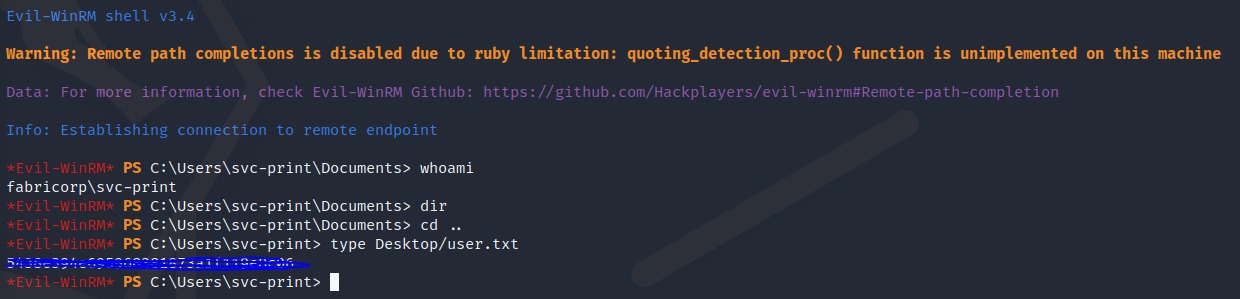 Evil-WinRM shell v3.4
Warning: Remote path completions is disabled due to ruby limitation: quoting_detection_proc() function is unimplemented on this machine
Data: For more information, check Evil-WinRM Github: https://github.com/Hackplayers/evil-winrm#Remote-path-completion
Info: Establishing connection to remote endpoint
*Evil-WinRM* PS C:\Users\svc-print\Documents> whoami
fabricorp\svc-print
*Evil-WinRM* PS C:\Users\svc-print\Documents> dir
*Evil-WinRM* PS C:\Users\svc-print\Documents> cd ..
*Evil-WinRM* PS C:\Users\svc-print> type Desktop/user.txt
*Evil-WinRM* PS C:\Users\svc-print>